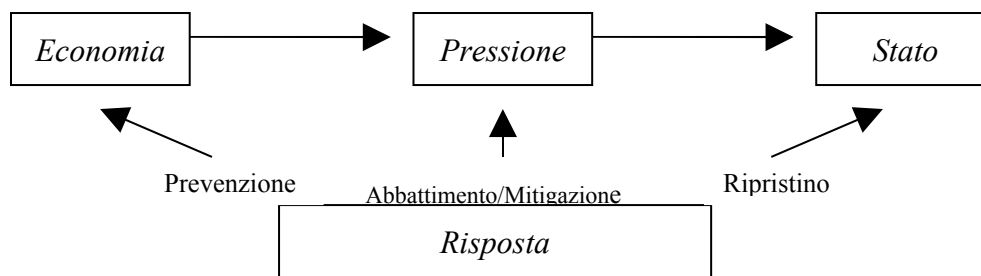 Economia Pressione Stato
Prevenzione Abbattimento/Mitigazione Ripristino
Risposta